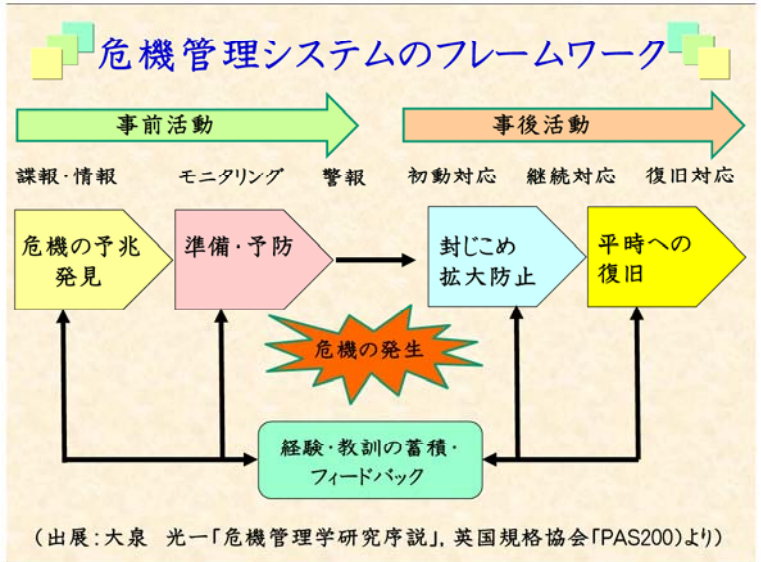 危機管理システムのフレームワーク
事前活動
事後活動
諜報・情報
モニタリング
警報
初動対応
継続対応
復旧対応
危機の予兆
発見
準備・予防
封じこめ
拡大防止
平時への
復旧
危機の発生
経験・教訓の蓄積・
フィードバック
(出展:大泉 光一「危機管理学研究序説」, 英国規格協会「PAS200)より)